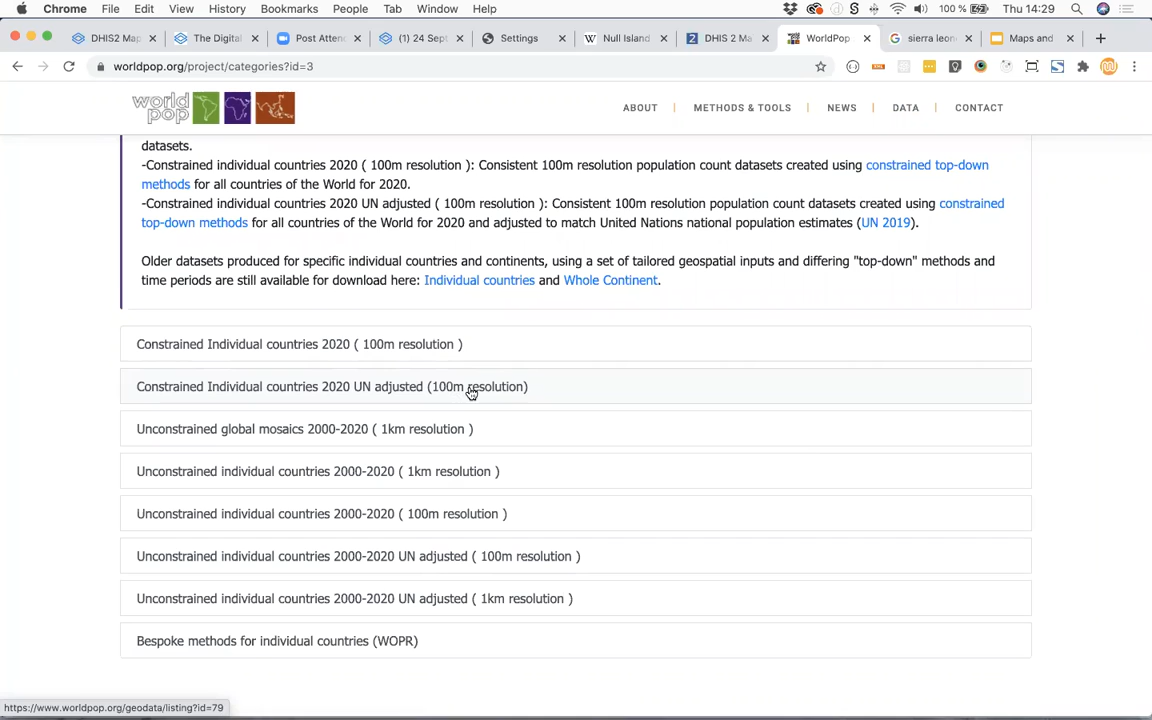 Chrome File Edit View History Bookmarks People Tab Window Help 100 % Thu 14:29
DHIS2 Map The Digital Post Attend (1) 24 Sept Settings Null Island DHIS 2 Ma WorldPop sierra leon Maps and
worldpop.org/project/categories?id=3
world pop ABOUT METHODS & TOOLS NEWS DATA CONTACT
datasets.
-Constrained individual countries 2020 ( 100m resolution ): Consistent 100m resolution population count datasets created using constrained top-down
methods for all countries of the World for 2020.
-Constrained individual countries 2020 UN adjusted ( 100m resolution ): Consistent 100m resolution population count datasets created using constrained
top-down methods for all countries of the World for 2020 and adjusted to match United Nations national population estimates (UN 2019).
Older datasets produced for specific individual countries and continents, using a set of tailored geospatial inputs and differing "top-down" methods and
time periods are still available for download here: Individual countries and Whole Continent.
Constrained Individual countries 2020 ( 100m resolution )
Constrained Individual countries 2020 UN adjusted (100m resolution)
Unconstrained global mosaics 2000-2020 ( 1km resolution )
Unconstrained individual countries 2000-2020 ( 1km resolution )
Unconstrained individual countries 2000-2020 ( 100m resolution )
Unconstrained individual countries 2000-2020 UN adjusted ( 100m resolution )
Unconstrained individual countries 2000-2020 UN adjusted ( 1km resolution )
Bespoke methods for individual countries (WOPR)
https://www.worldpop.org/geodata/listing?id=79